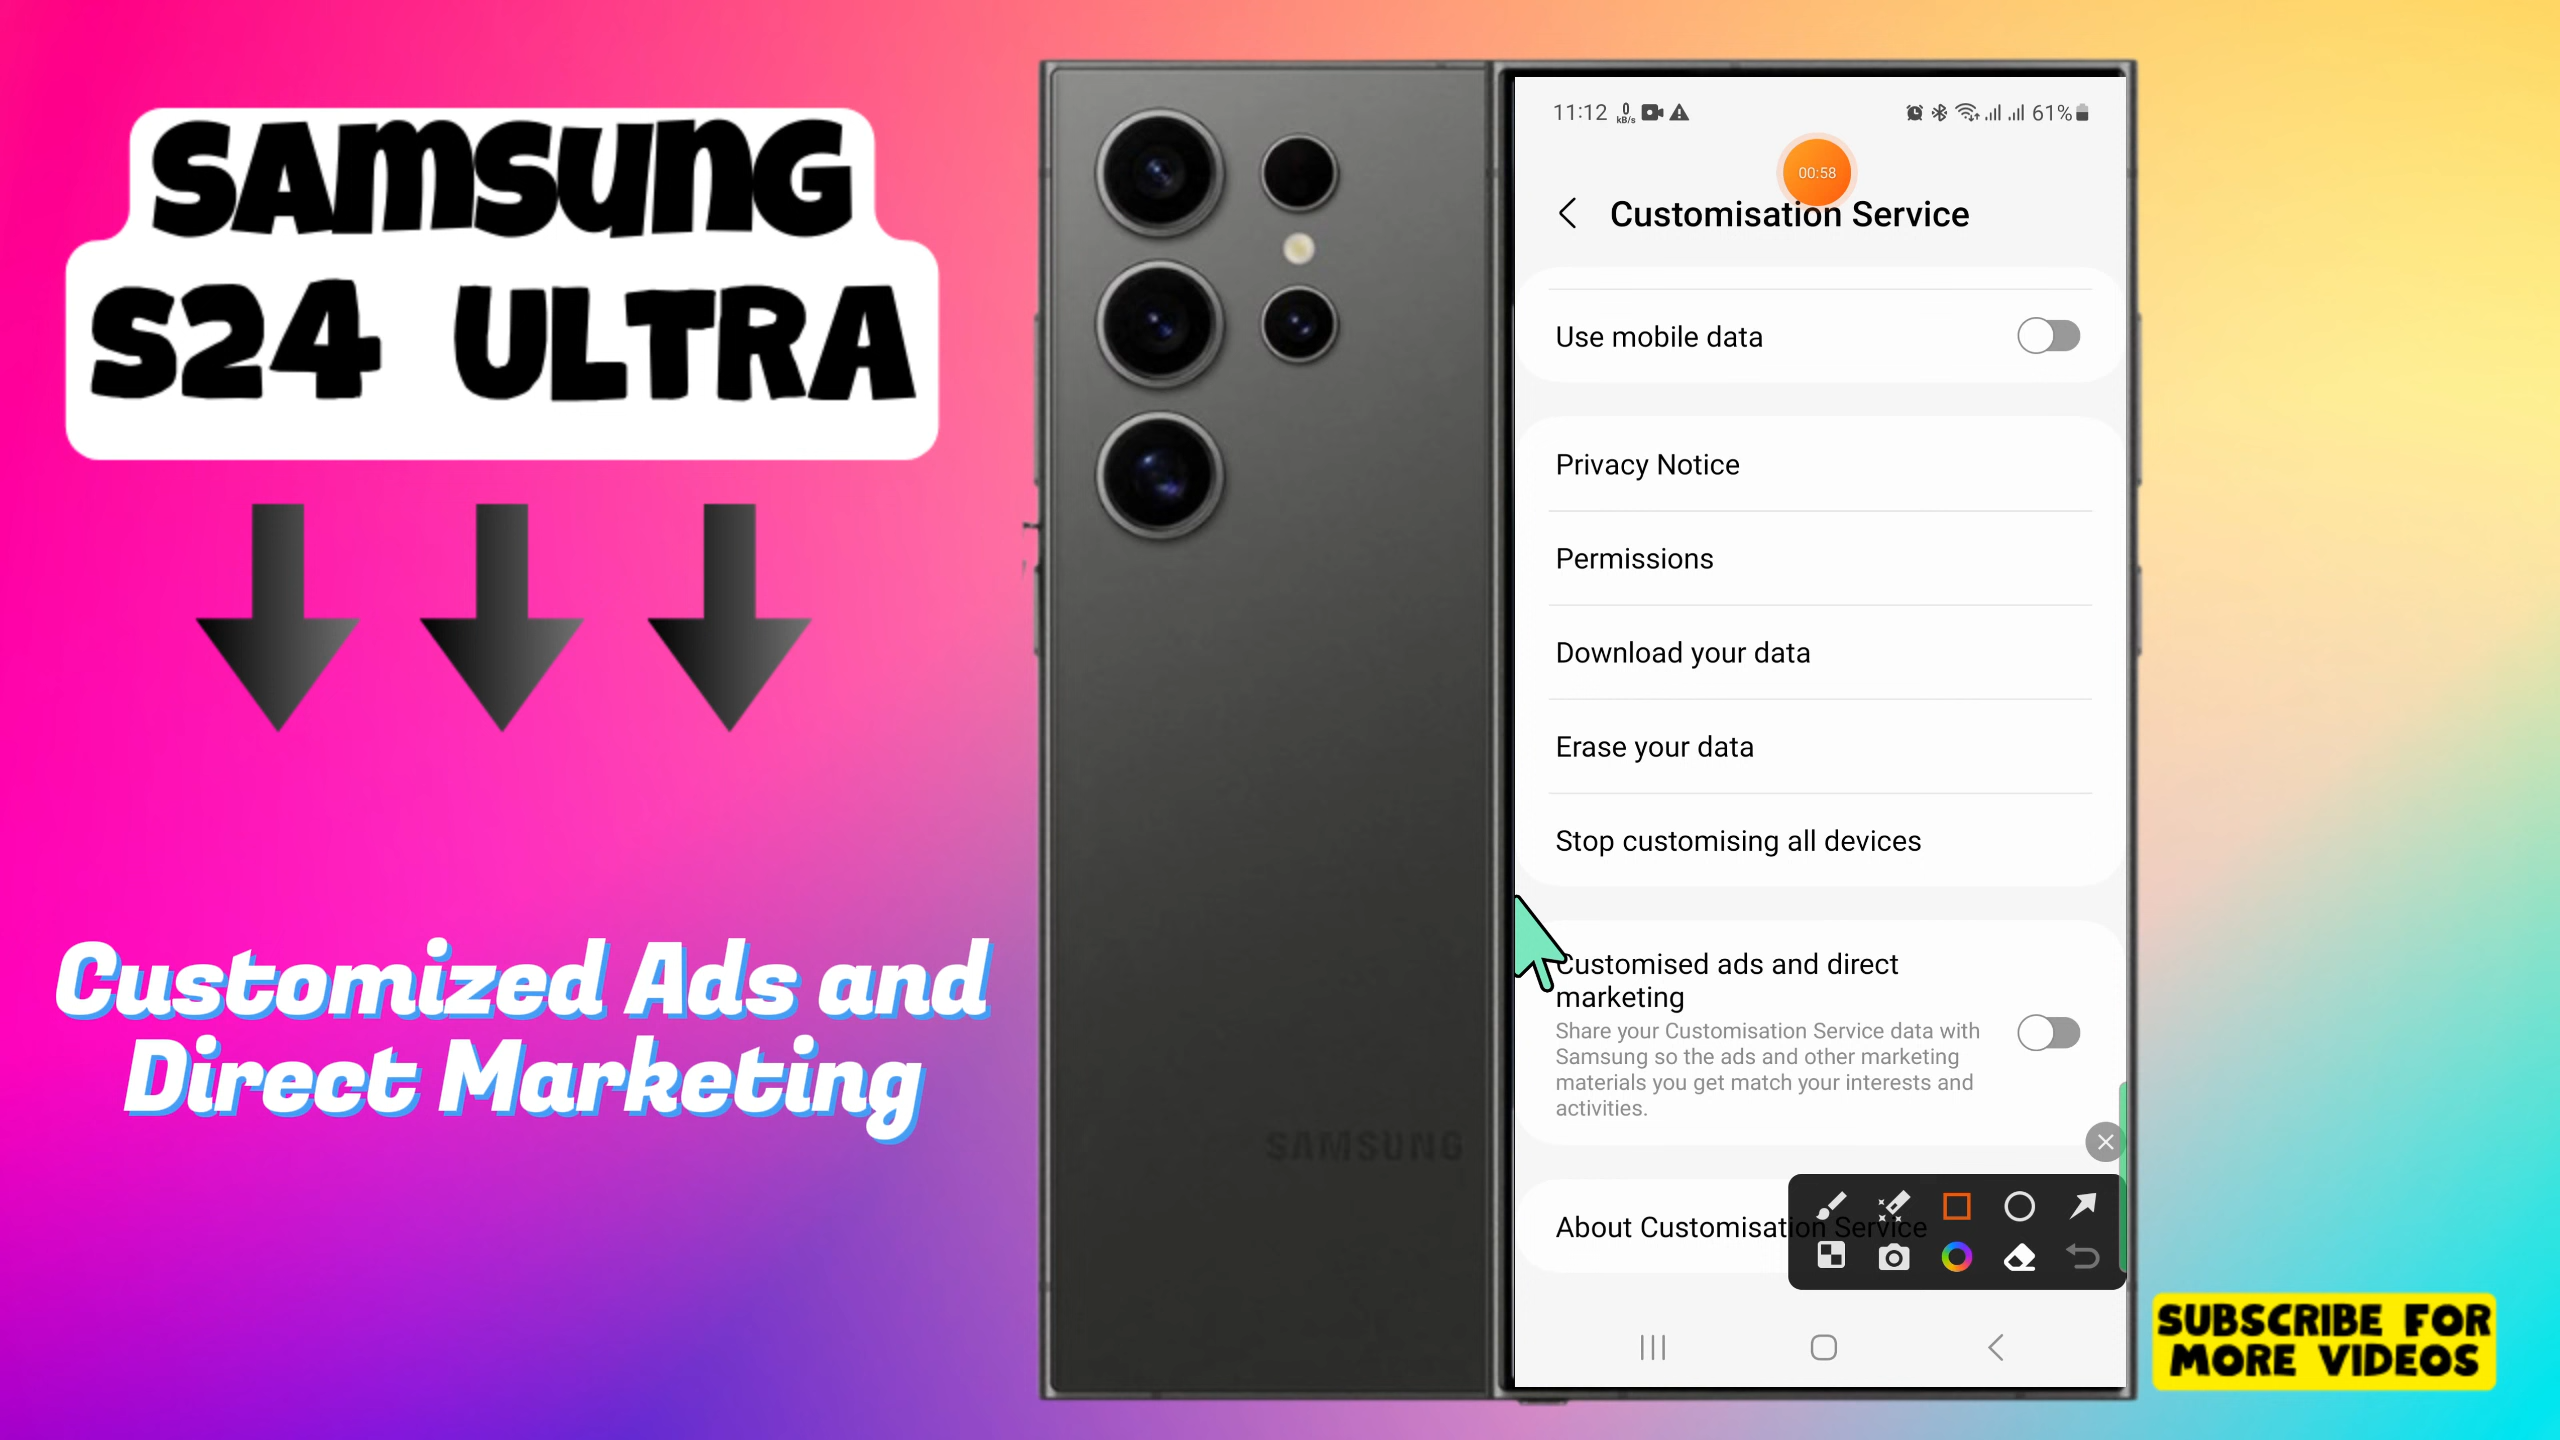 SAMSUNG
S24 ULTRA
Customized Ads and
Direct Marketing
SAMSUNG
11:12 0 kB/s 61%
00:58
Customisation Service
Use mobile data
Privacy Notice
Permissions
Download your data
Erase your data
Stop customising all devices
Customised ads and direct
marketing
Share your Customisation Service data with
Samsung so the ads and other marketing
materials you get match your interests and
activities.
About Customisation Service
SUBSCRIBE FOR
MORE VIDEOS